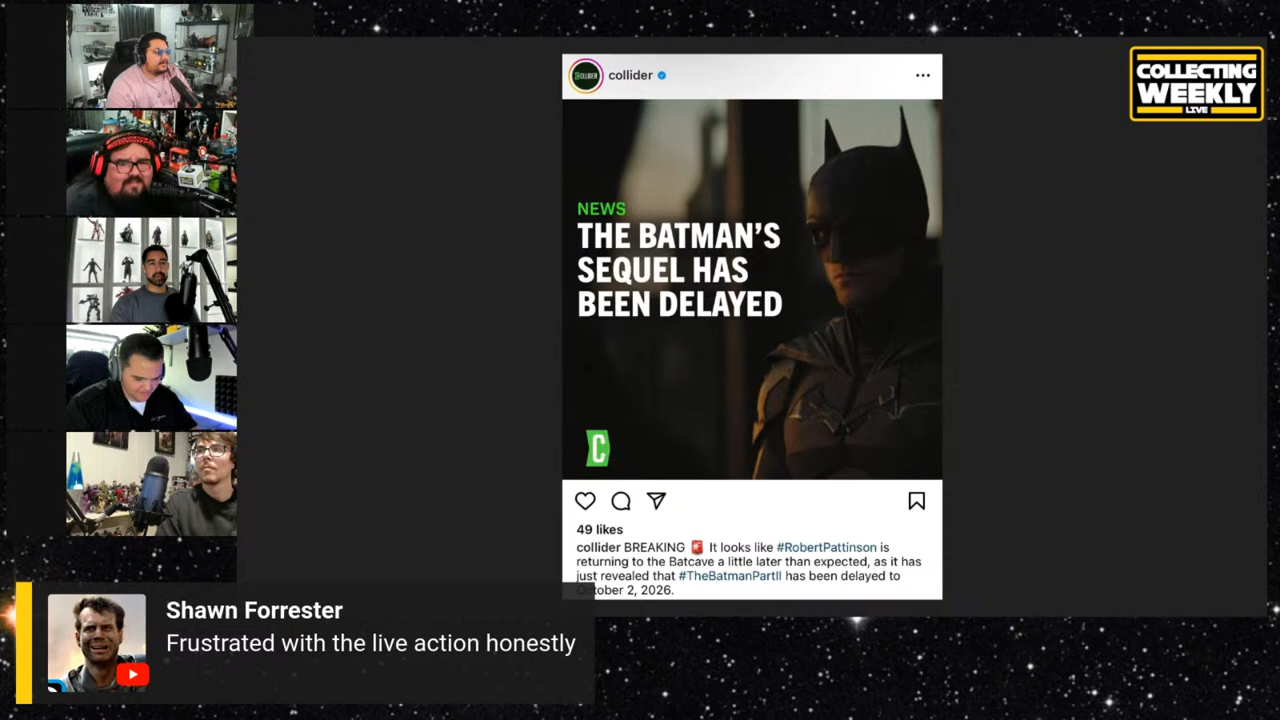 COLLECTING
WEEKLY
LIVE
COLLIDER
collider
NEWS
THE BATMAN'S
SEQUEL HAS
BEEN DELAYED
C
49 likes
collider BREAKING 🚨 It looks like #RobertPattinson is
returning to the Batcave a little later than expected, as it has
just revealed that #TheBatmanPartII has been delayed to
October 2, 2026.
Shawn Forrester
Frustrated with the live action honestly